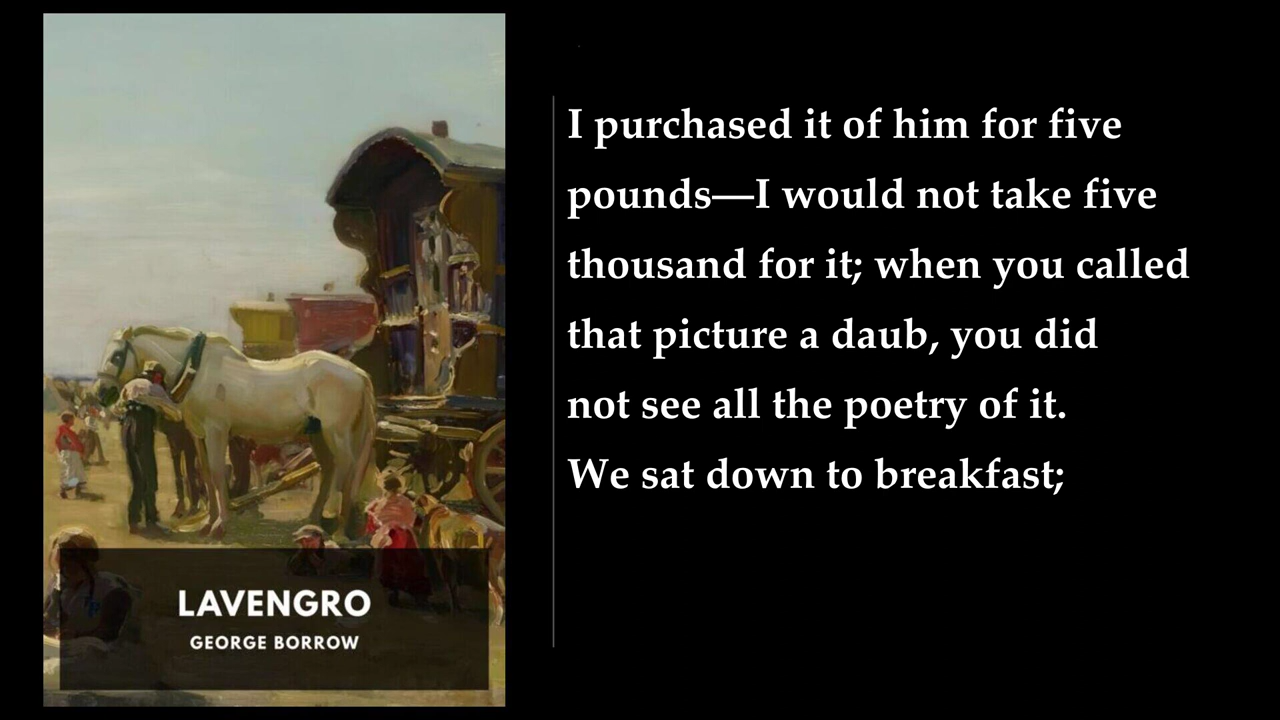 I purchased it of him for five
pounds—I would not take five
thousand for it; when you called
that picture a daub, you did
not see all the poetry of it.
We sat down to breakfast;
LAVENGRO
GEORGE BORROW